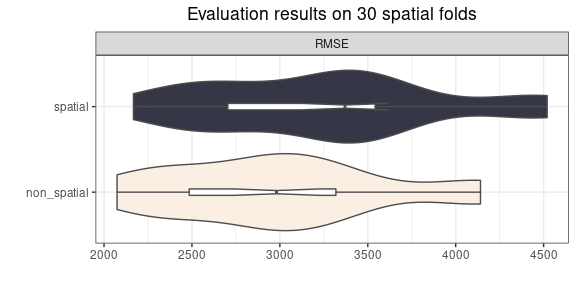 Evaluation results on 30 spatial folds
RMSE
spatial
non_spatial
2000 2500 3000 3500 4000 4500